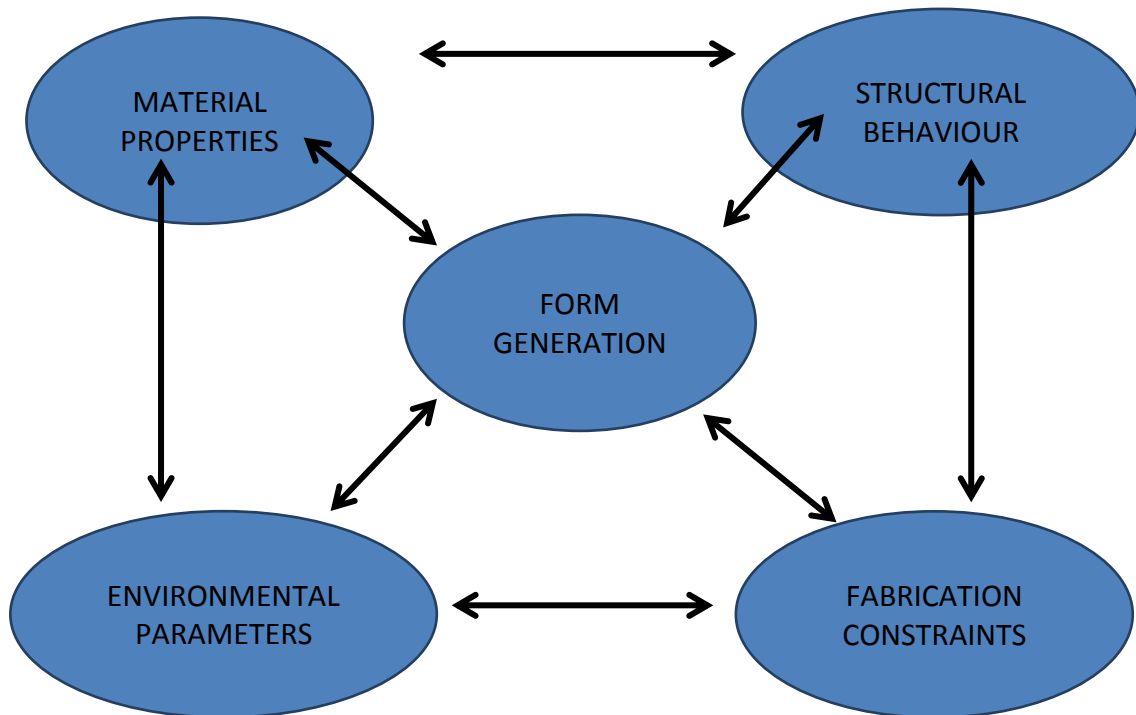 MATERIAL
PROPERTIES
STRUCTURAL
BEHAVIOUR
FORM
GENERATION
ENVIRONMENTAL
PARAMETERS
FABRICATION
CONSTRAINTS